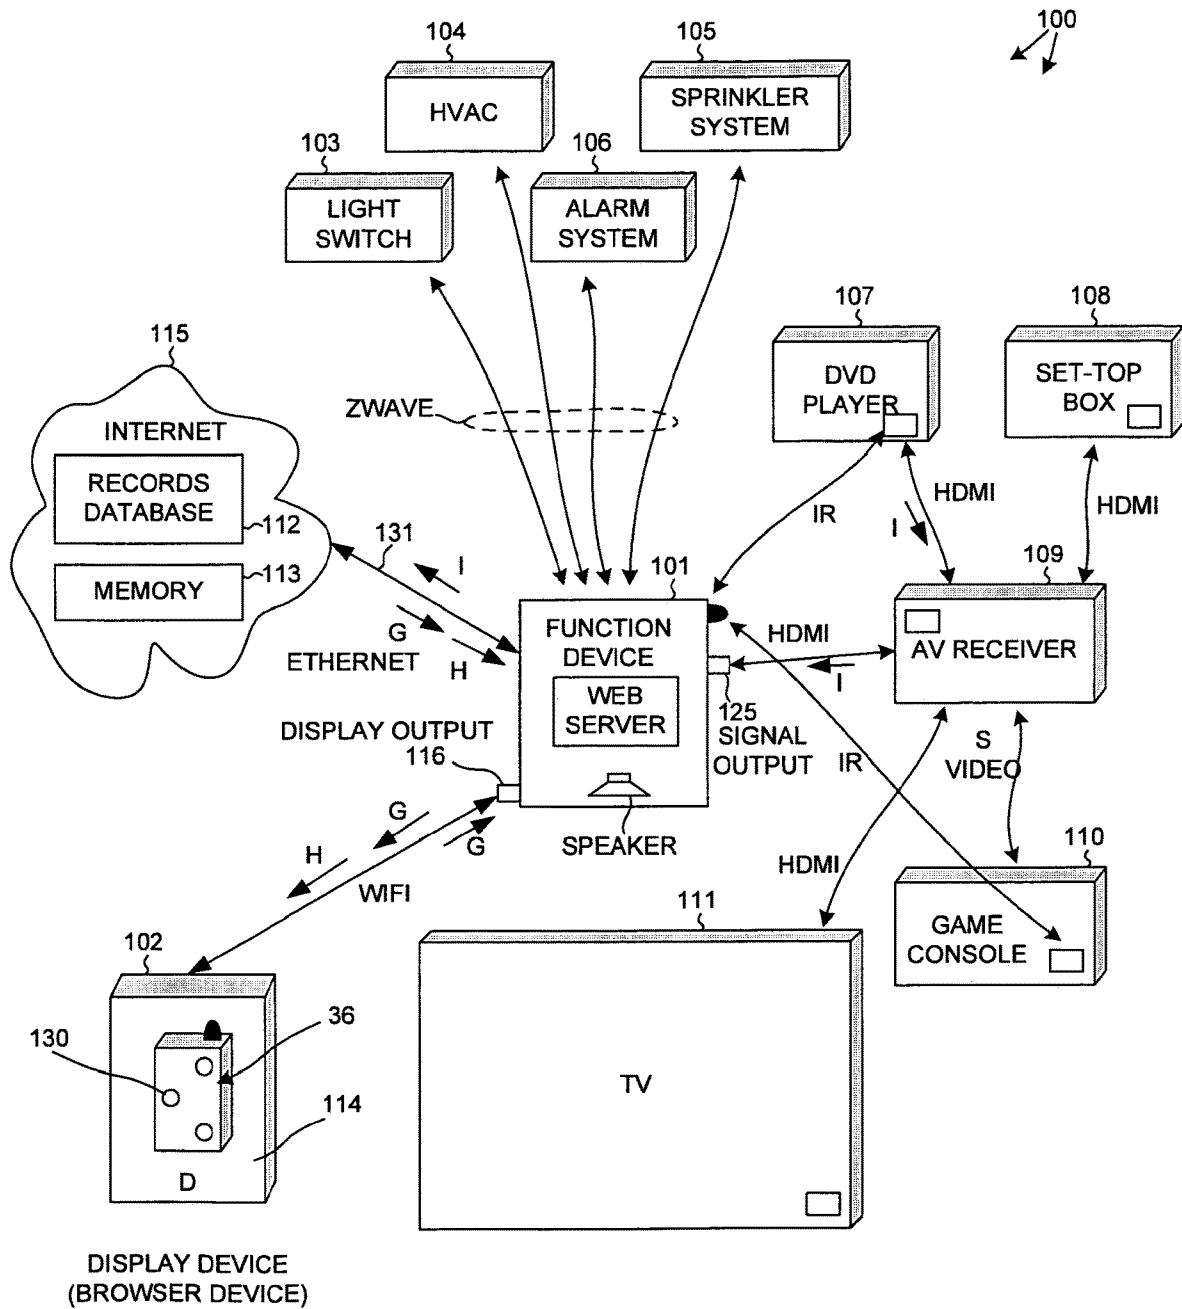 100
104
HVAC
105
SPRINKLER
SYSTEM
103
LIGHT
SWITCH
106
ALARM
SYSTEM
115
INTERNET
RECORDS
DATABASE
112
MEMORY
113
ZWAVE
107
DVD
PLAYER
108
SET-TOP
BOX
IR
HDMI
I
HDMI
131
I
G
ETHERNET
H
101
FUNCTION
DEVICE
WEB
SERVER
SPEAKER
HDMI
I
125
SIGNAL
OUTPUT
109
AV RECEIVER
DISPLAY OUTPUT
116
G
G
H
WIFI
IR
S
VIDEO
HDMI
110
GAME
CONSOLE
111
TV
102
130
36
114
D
DISPLAY DEVICE
(BROWSER DEVICE)